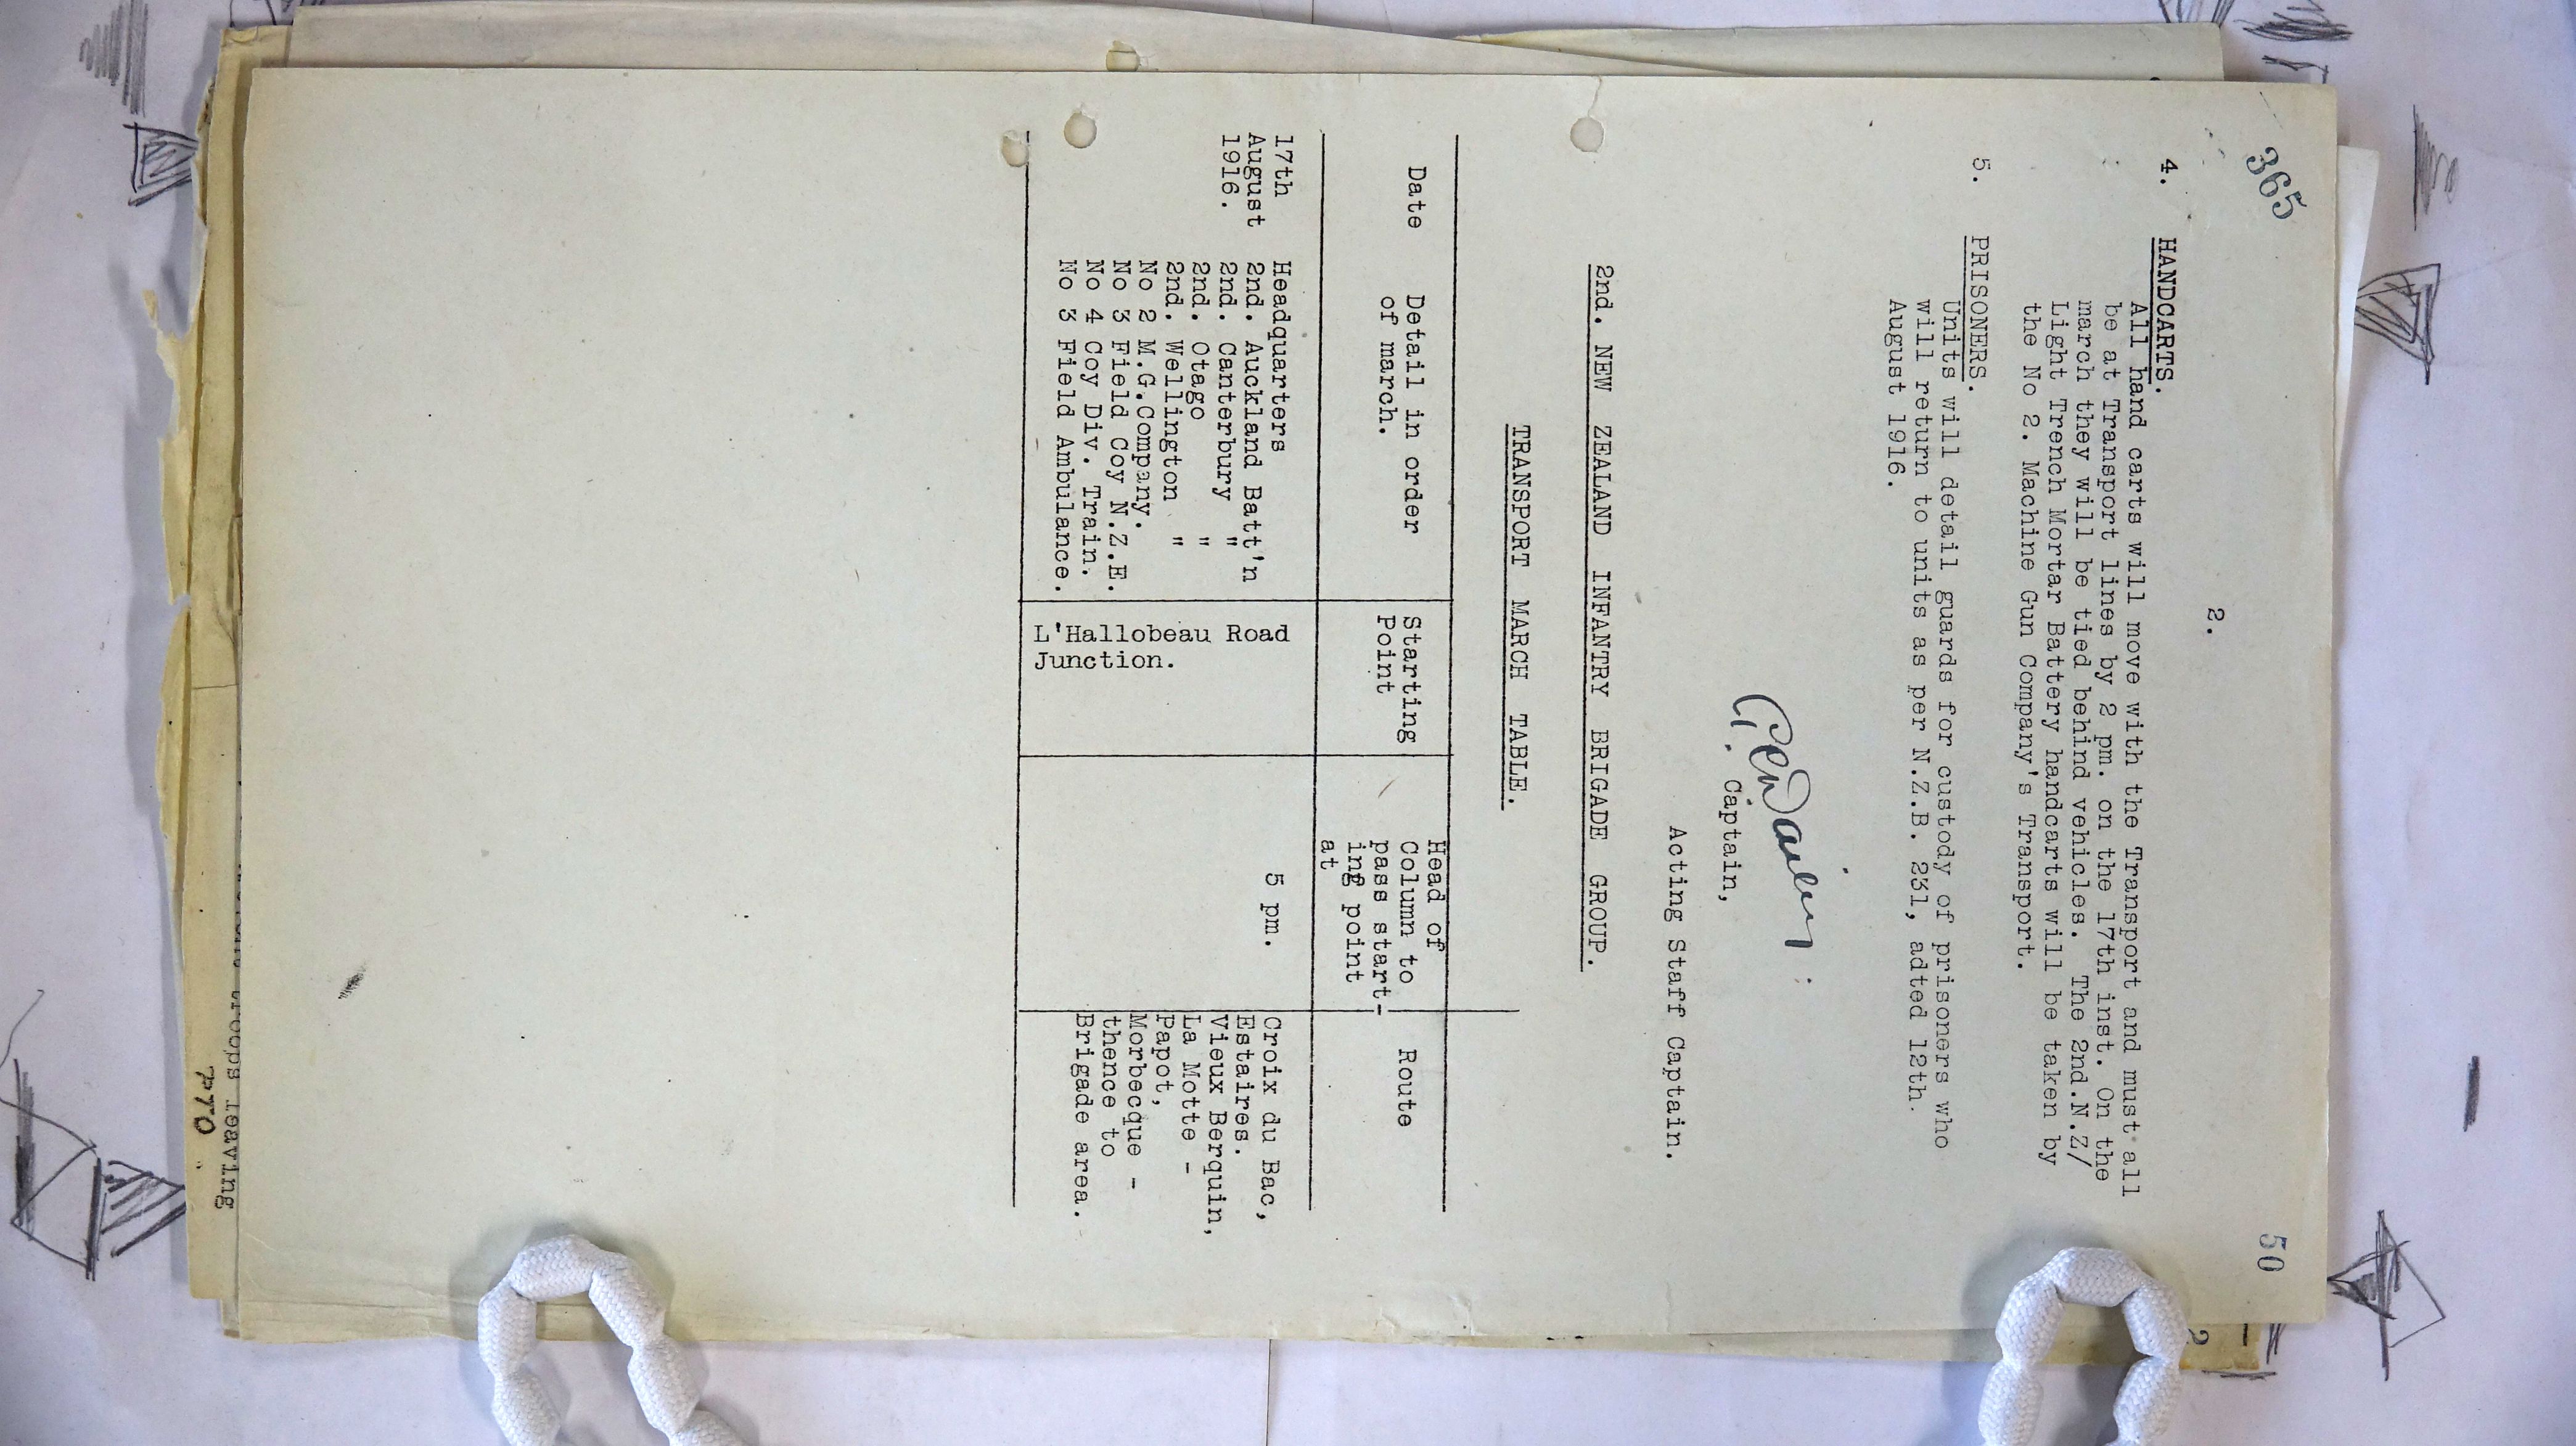 365
50
2.
4. HANDCARTS.
All hand carts will move with the Transport and must all
be at Transport lines by 2 pm. on the 17th inst. On the
march they will be tied behind vehicles. The 2nd.N.Z/
Light Trench Mortar Battery handcarts will be taken by
the No 2. Machine Gun Company's Transport.
5. PRISONERS.
Units will detail guards for custody of prisoners who
will return to units as per N.Z.B. 231, adted 12th.
August 1916.
Captain,
Acting Staff Captain.
2nd. NEW ZEALAND INFANTRY BRIGADE GROUP.
TRANSPORT MARCH TABLE.
Date
Detail in order
of march.
Starting
Point
Head of
Column to
pass start-
ing point
at
Route
17th
August
1916.
Headquarters
2nd. Auckland Batt'n
2nd. Canterbury "
2nd. Otago "
2nd. Wellington "
No 2 M.G.Company.
No 3 Field Coy N.Z.E.
No 4 Coy Div. Train.
No 3 Field Ambulance.
L'Hallobeau Road
Junction.
5 pm.
Croix du Bac,
Estaires.
Vieux Berquin,
La Motte -
Papot,
Morbecque -
thence to
Brigade area.
troops leaving
PTO
2